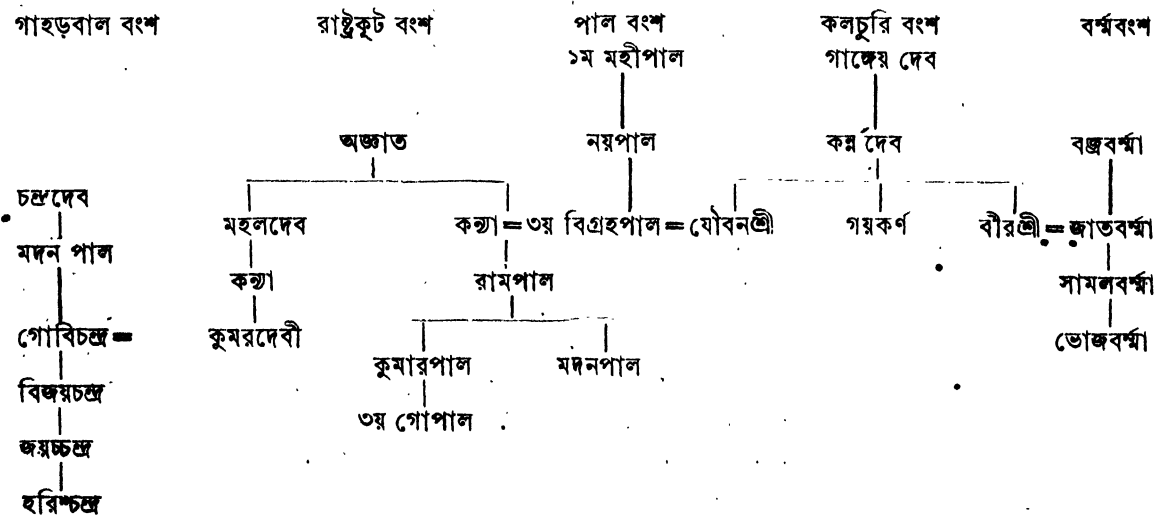 গাহড়বাল বংশ রাষ্ট্রকূট বংশ পাল বংশ কলচুরি বংশ বর্ম্মবংশ
১ম মহীপাল গাঙ্গেয় দেব
অজ্ঞাত নয়পাল কর্ন দেব বজ্রবর্ম্মা
চন্দ্রদেব
মহলদেব কন্যা = ৩য় বিগ্রহপাল = যৌবনশ্রী গয়কর্ণ বীরশ্রী = জাতবর্ম্মা
মদন পাল
কন্যা রামপাল সামলবর্ম্মা
গোবিচন্দ্র = কুমরদেবী ভোজবর্ম্মা
কুমারপাল মদনপাল
বিজয়চন্দ্র
৩য় গোপাল
জয়চ্চন্দ্র
হরিশ্চন্দ্র